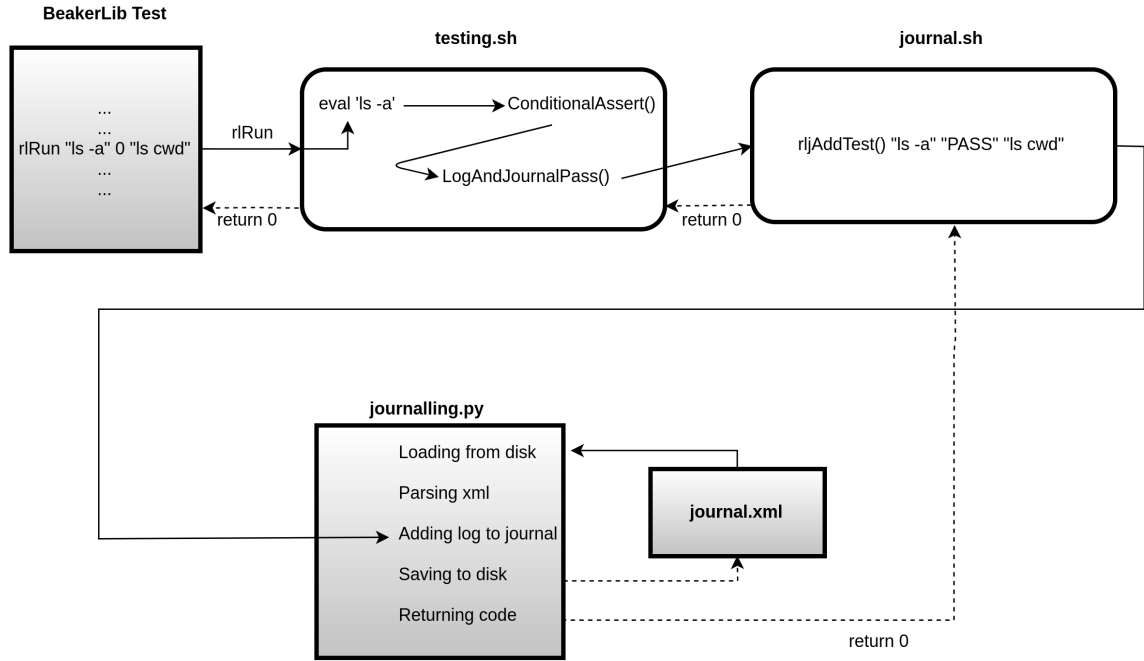 BeakerLib Test
...
...
rlRun "ls -a" 0 "ls cwd"
...
...
rlRun
return 0
testing.sh
eval 'ls -a'
ConditionalAssert()
LogAndJournalPass()
return 0
journal.sh
rljAddTest() "ls -a" "PASS" "ls cwd"
journalling.py
Loading from disk
Parsing xml
Adding log to journal
Saving to disk
Returning code
journal.xml
return 0